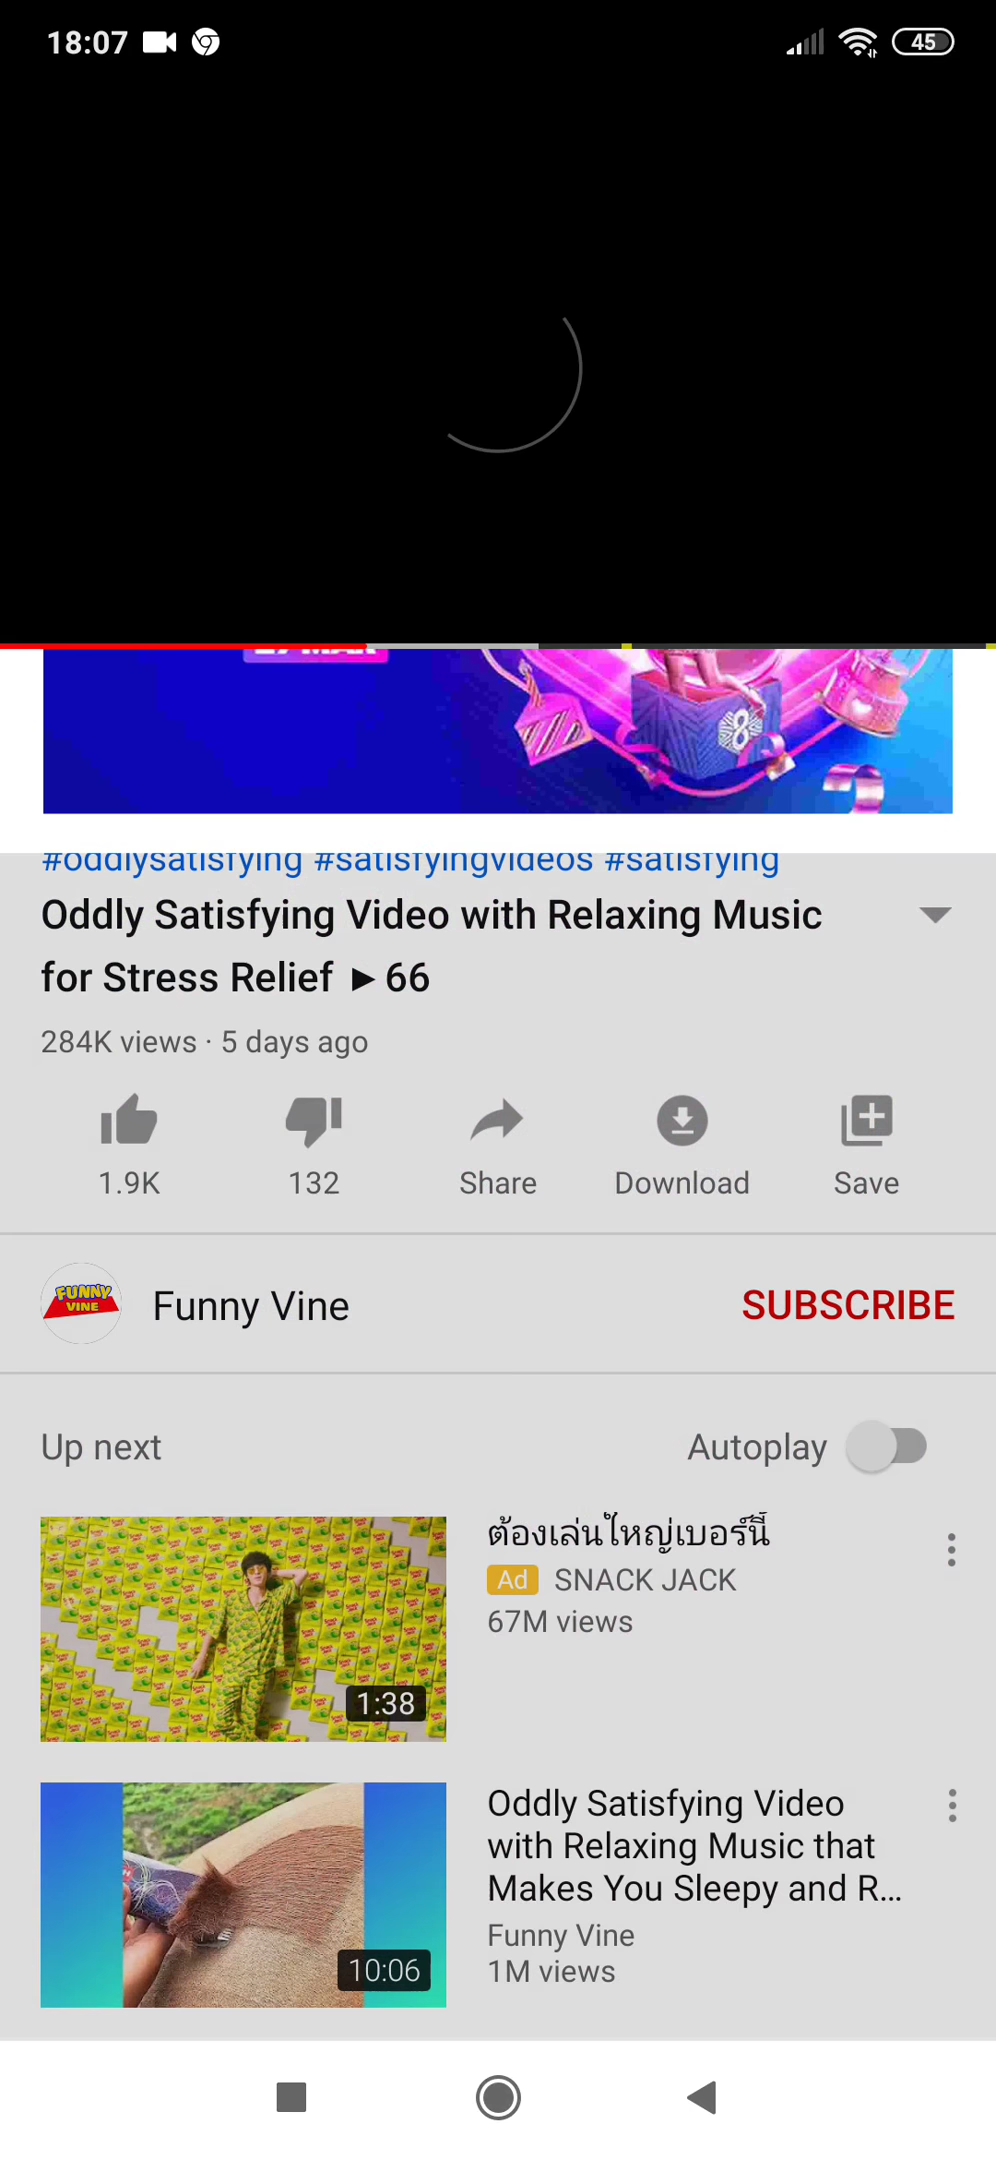 18:07
45
#oddlysatisfying #satisfyingvideos #satisfying
Oddly Satisfying Video with Relaxing Music
for Stress Relief ►66
284K views · 5 days ago
1.9K
132
Share
Download
Save
FUNNY
VINE
Funny Vine
SUBSCRIBE
Up next
Autoplay
ต้องเล่นใหญ่เบอร์นี้
Ad SNACK JACK
67M views
1:38
Oddly Satisfying Video
with Relaxing Music that
Makes You Sleepy and R...
Funny Vine
1M views
10:06